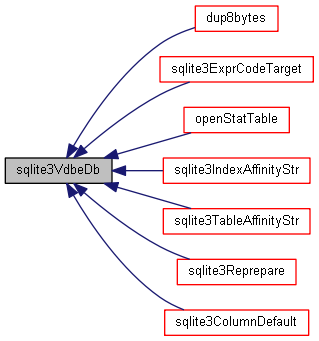 dup8bytes
sqlite3ExprCodeTarget
openStatTable
sqlite3VdbeDb
sqlite3IndexAffinityStr
sqlite3TableAffinityStr
sqlite3Reprepare
sqlite3ColumnDefault